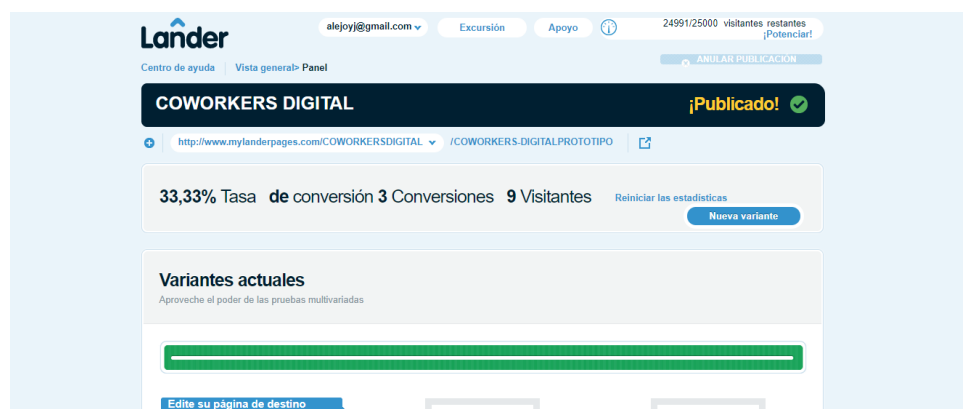 Lander
alejoyj@gmail.com
Excursión
Apoyo
24991/25000 visitantes restantes
¡Potenciar!
Centro de ayuda
Vista general> Panel
ANULAR PUBLICACIÓN
COWORKERS DIGITAL
¡Publicado!
http://www.mylanderpages.com/COWORKERSDIGITAL
/COWORKERS-DIGITALPROTOTIPO
33,33% Tasa de conversión 3 Conversiones 9 Visitantes
Reiniciar las estadísticas
Nueva variante
Variantes actuales
Aproveche el poder de las pruebas multivariadas
Edite su página de destino